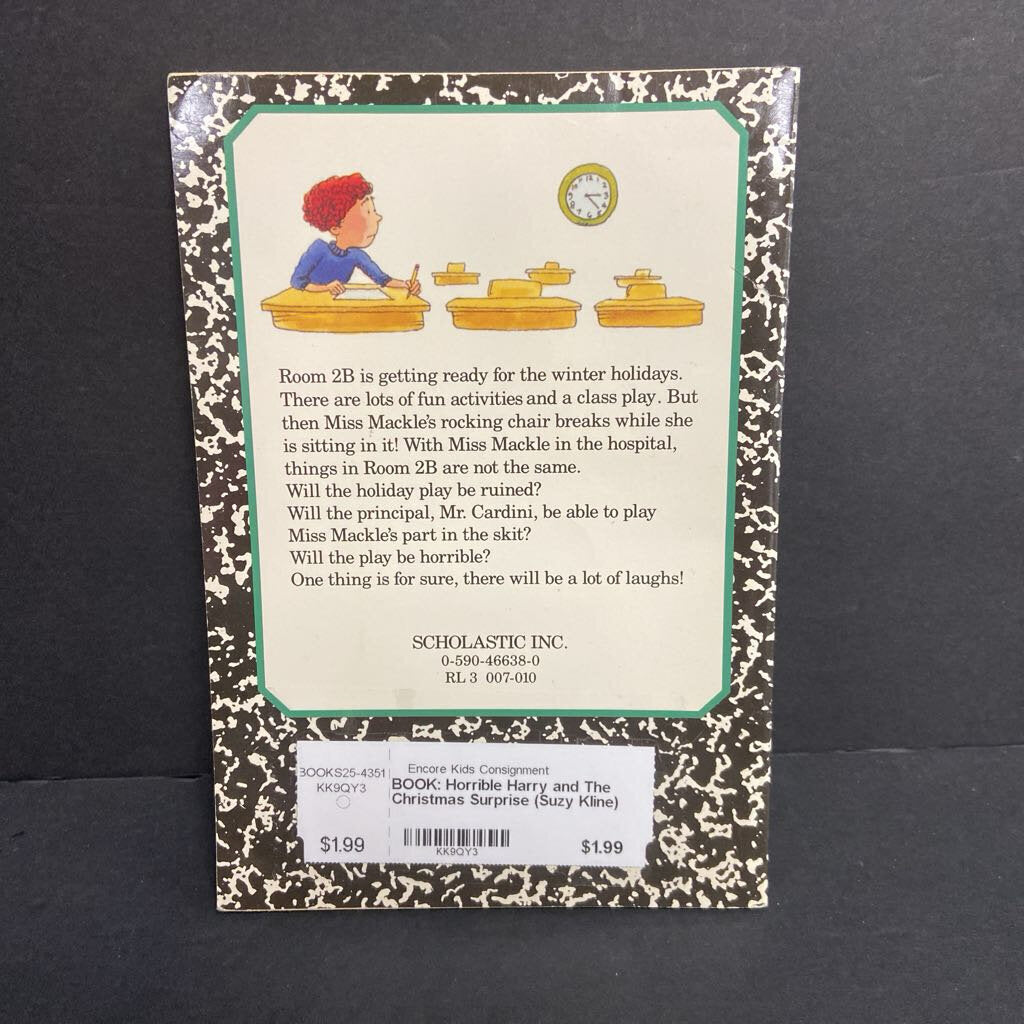 Room 2B is getting ready for the winter holidays.
There are lots of fun activities and a class play. But
then Miss Mackle's rocking chair breaks while she
is sitting in it! With Miss Mackle in the hospital,
things in Room 2B are not the same.
Will the holiday play be ruined?
Will the principal, Mr. Cardini, be able to play
Miss Mackle's part in the skit?
Will the play be horrible?
One thing is for sure, there will be a lot of laughs!
SCHOLASTIC INC.
0-590-46638-0
RL 3 007-010
BOOKS25-4351
KK9QY3
$1.99
Encore Kids Consignment
BOOK: Horrible Harry and The
Christmas Surprise (Suzy Kline)
KK9QY3
$1.99